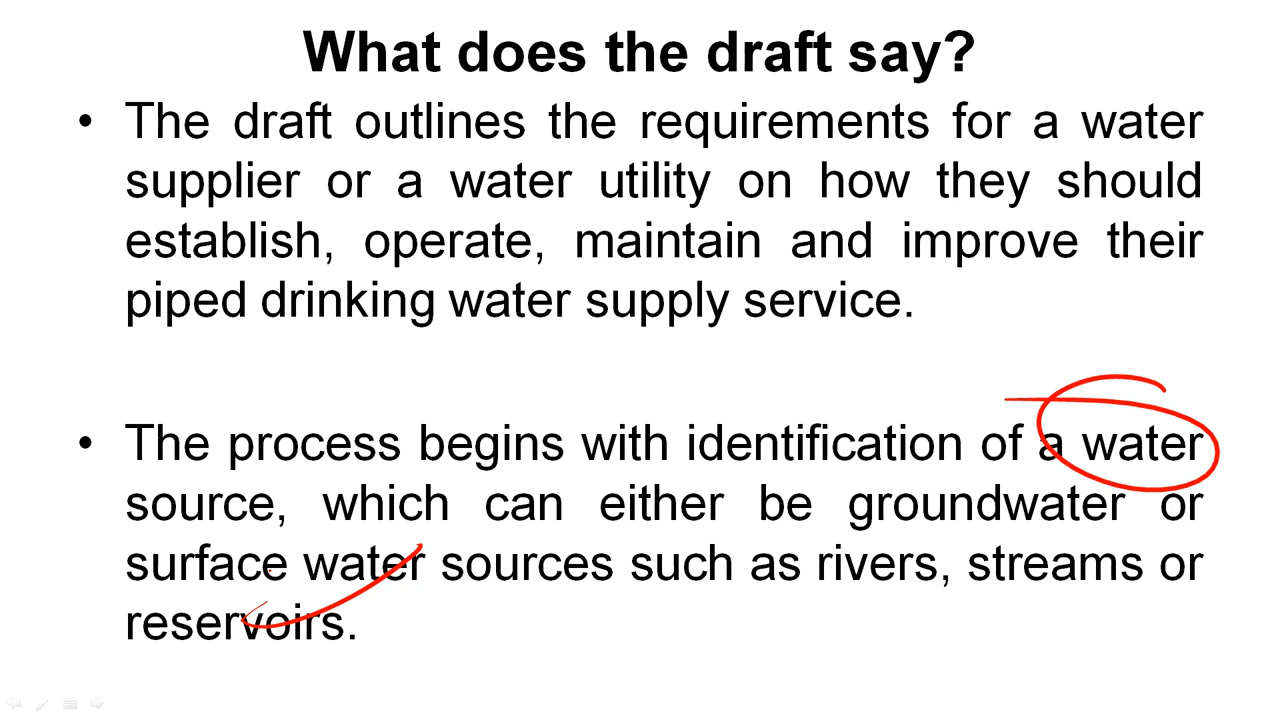 What does the draft say?
• The draft outlines the requirements for a water
supplier or a water utility on how they should
establish, operate, maintain and improve their
piped drinking water supply service.
• The process begins with identification of a water
source, which can either be groundwater or
surface water sources such as rivers, streams or
reservoirs.